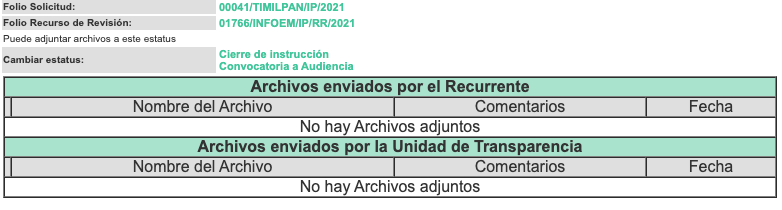 Folio Solicitud: 00041/TIMILPAN/IP/2021
Folio Recurso de Revisión: 01766/INFOEM/IP/RR/2021
Puede adjuntar archivos a este estatus
Cambiar estatus: Cierre de instrucción
Convocatoria a Audiencia
Archivos enviados por el Recurrente
Nombre del Archivo Comentarios Fecha
No hay Archivos adjuntos
Archivos enviados por la Unidad de Transparencia
Nombre del Archivo Comentarios Fecha
No hay Archivos adjuntos